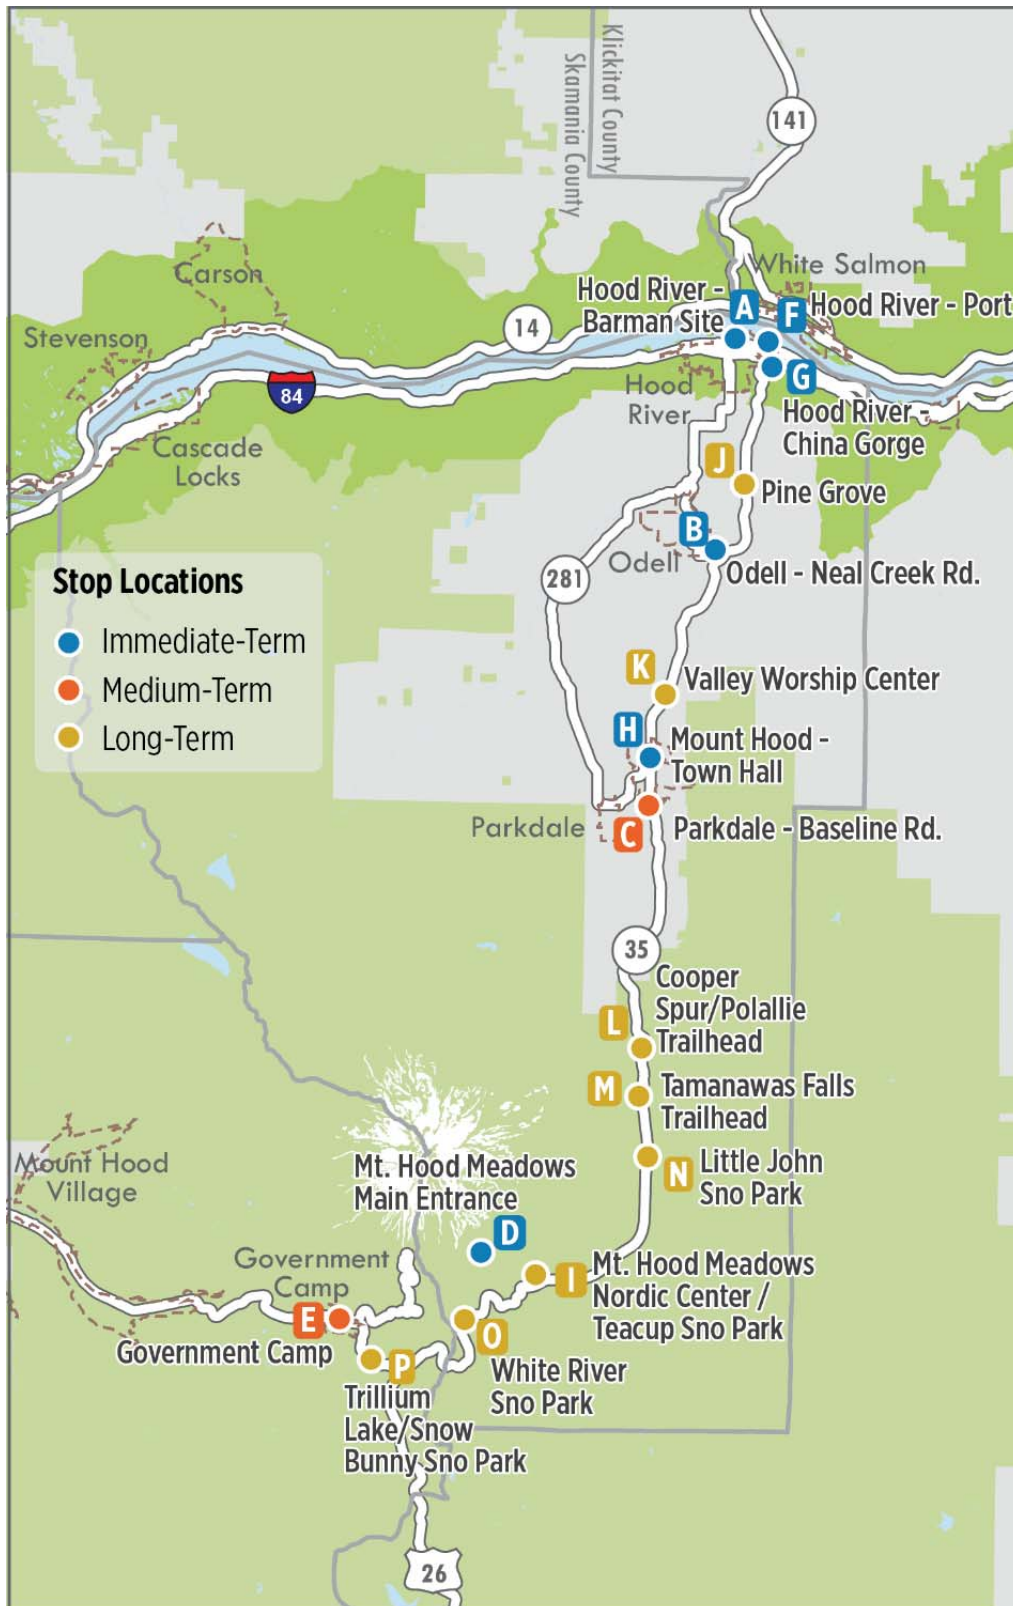 Klickitat County
Skamania County
141
Carson
White Salmon
Hood River -
Barman Site
A
F
Hood River - Port
Stevenson
14
84
G
Hood
River
Hood River -
China Gorge
Cascade
Locks
J
Pine Grove
B
Odell
Odell - Neal Creek Rd.
Stop Locations
Immediate-Term
Medium-Term
Long-Term
281
K
Valley Worship Center
H
Mount Hood -
Town Hall
Parkdale
C
Parkdale - Baseline Rd.
35
Cooper
Spur/Polallie
Trailhead
L
M
Tamanawas Falls
Trailhead
Mount Hood
Village
Mt. Hood Meadows
Main Entrance
N
Little John
Sno Park
D
Government
Camp
I
Mt. Hood Meadows
Nordic Center /
Teacup Sno Park
E
Government Camp
O
White River
Sno Park
P
Trillium
Lake/Snow
Bunny Sno Park
26